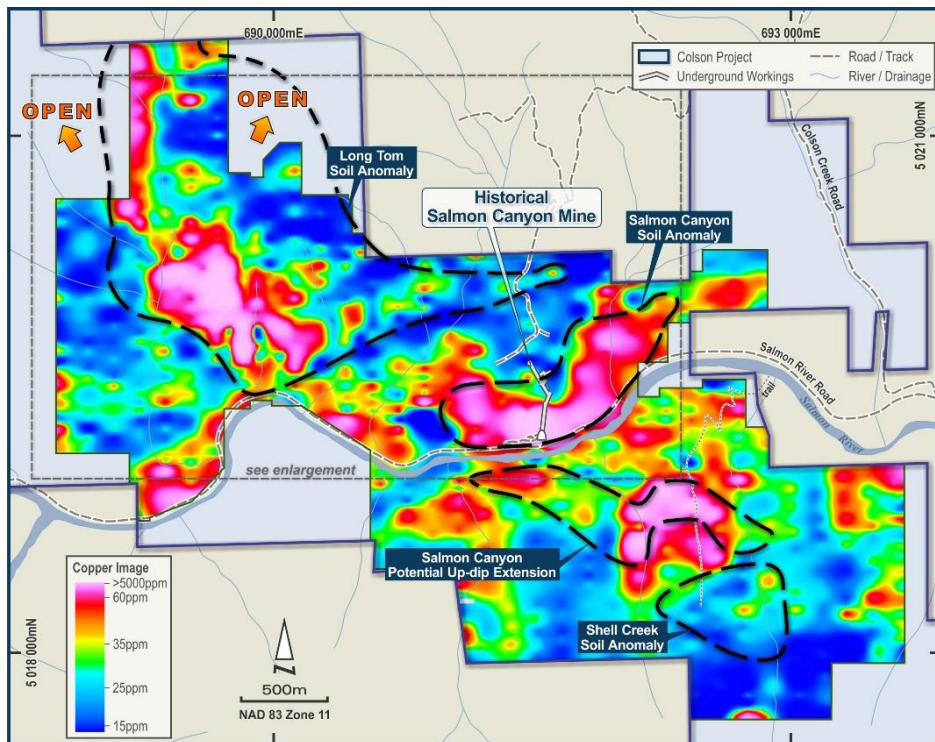 690 000mE
693 000mE
Colson Project
Road / Track
Underground Workings
River / Drainage
OPEN
OPEN
5 021 000mN
Colson Creek Road
Long Tom
Soil Anomaly
Historical
Salmon Canyon Mine
Salmon Canyon
Soil Anomaly
Salmon River Road
trail
Salmon River
see enlargement
Salmon Canyon
Potential Up-dip Extension
Shell Creek
Soil Anomaly
Copper Image
>5000ppm
60ppm
35ppm
25ppm
15ppm
5 018 000mN
N
500m
NAD 83 Zone 11